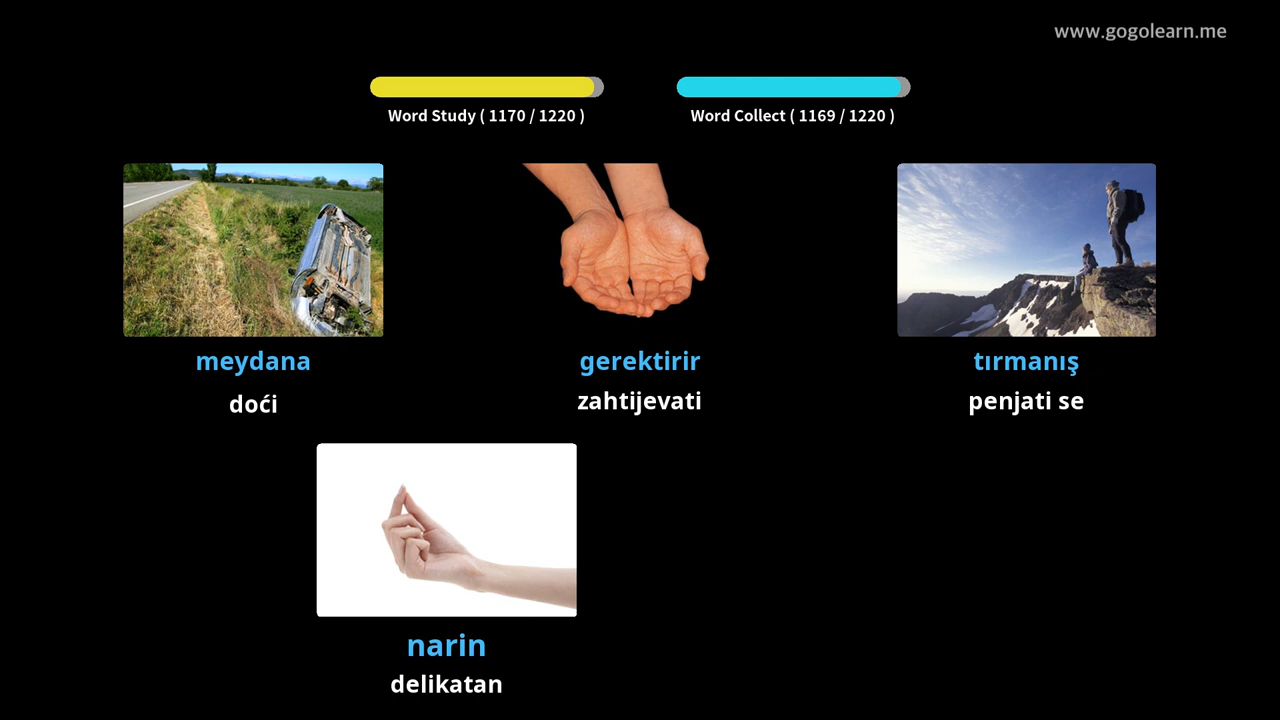 www.gogolearn.me
Word Study ( 1170 / 1220 )
Word Collect ( 1169 / 1220 )
meydana
gerektirir
tırmanış
doći
zahtijevati
penjati se
narin
delikatan